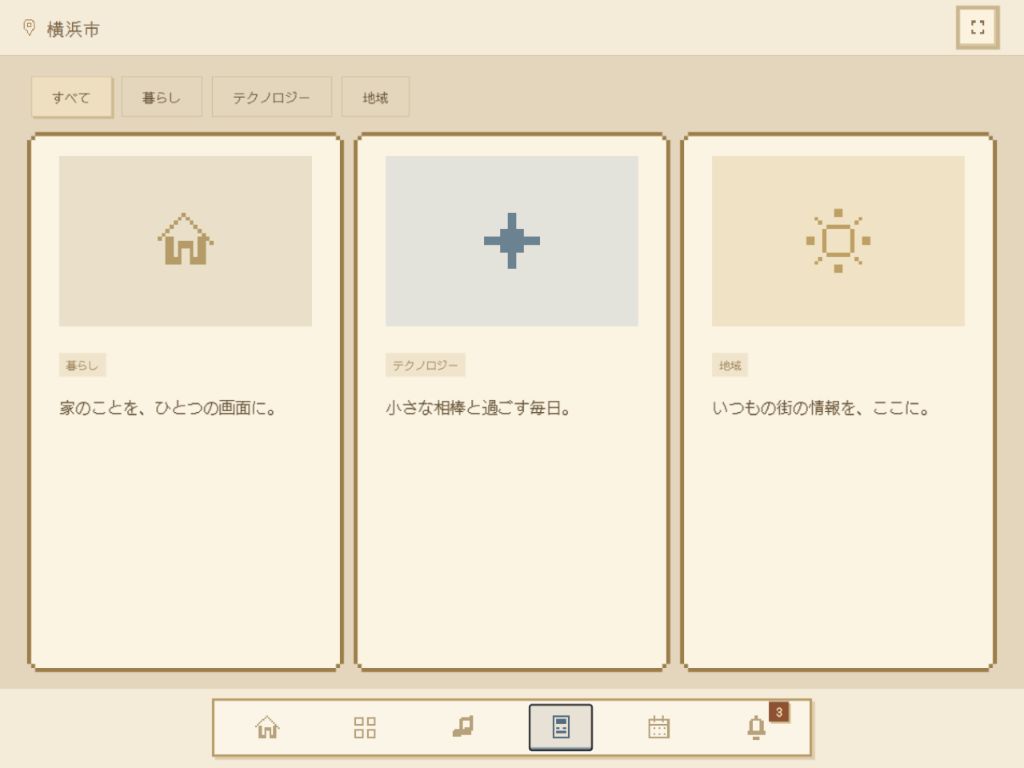 横浜市
すべて
暮らし
テクノロジー
地域
暮らし
家のことを、ひとつの画面に。
テクノロジー
小さな相棒と過ごす毎日。
地域
いつもの街の情報を、ここに。
3